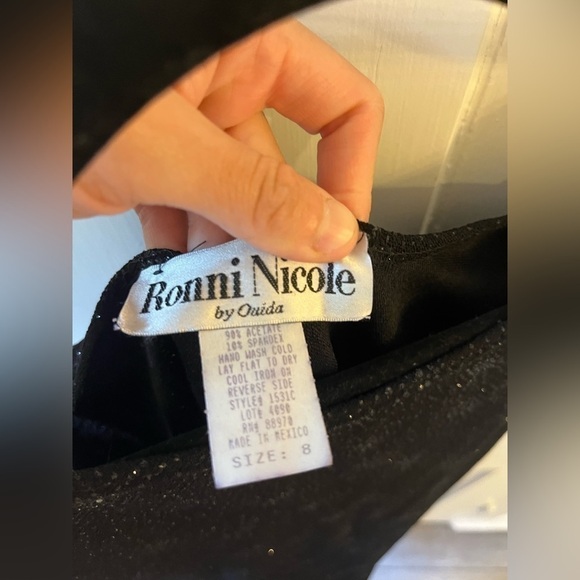 Ronni Nicole
by Ouida
90% ACETATE
10% SPANDEX
HAND WASH COLD
LAY FLAT TO DRY
COOL IRON ON
REVERSE SIDE
STYLE# 1531C
LOT# 4090
RN# 88970
MADE IN MEXICO
SIZE: 8